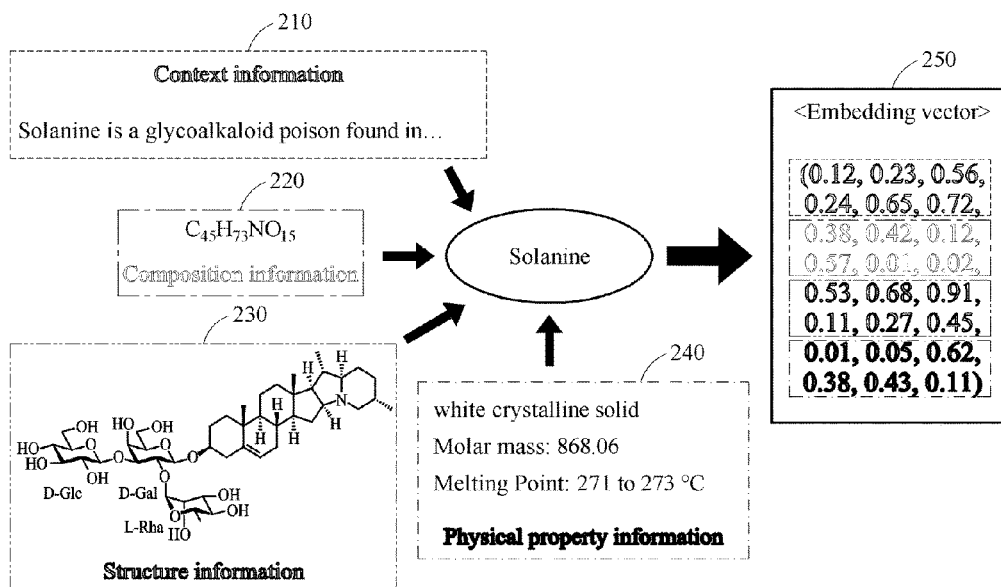 210
Context information
Solanine is a glycoalkaloid poison found in…
220
C45H73NO15
Composition information
230
H
H
N
H
H
H
OH
OH
HO
O
HO
HO
OH
O
O
OH
O
O
D-Glc
D-Gal
O
L-Rha
O
OH
OH
HO
Structure information
Solanine
240
white crystalline solid
Molar mass: 868.06
Melting Point: 271 to 273 °C
Physical property information
250
<Embedding vector>
(0.12, 0.23, 0.56,
0.24, 0.65, 0.72,
0.38, 0.42, 0.12,
0.57, 0.01, 0.02,
0.53, 0.68, 0.91,
0.11, 0.27, 0.45,
0.01, 0.05, 0.62,
0.38, 0.43, 0.11)